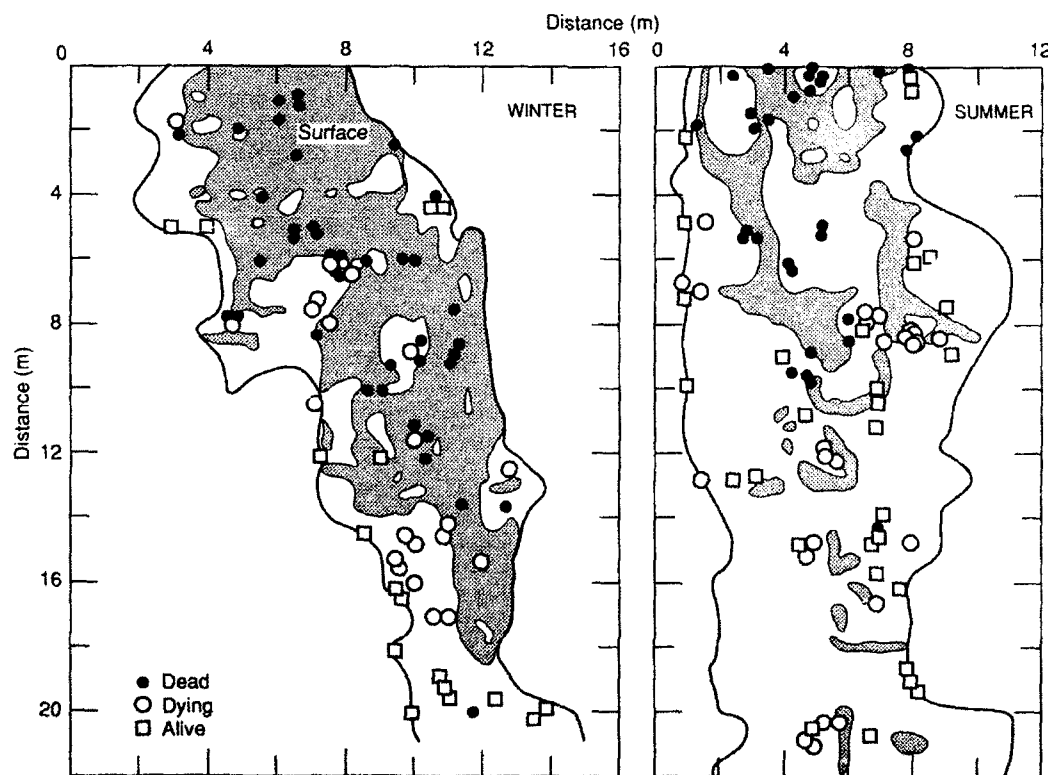 Distance (m)
0 4 8 12 16 0 4 8 12
WINTER
SUMMER
Surface
4
8
12
16
20
Distance (m)
Dead
Dying
Alive